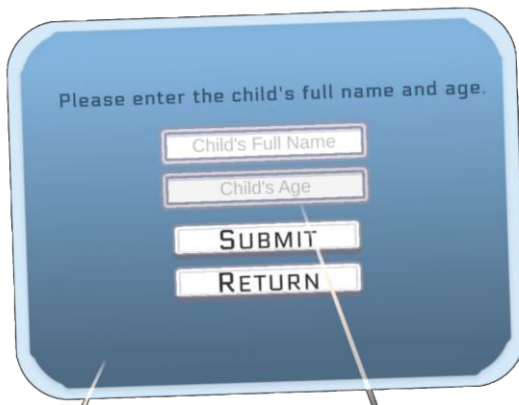 Please enter the child's full name and age.
Child's Full Name
Child's Age
SUBMIT
RETURN